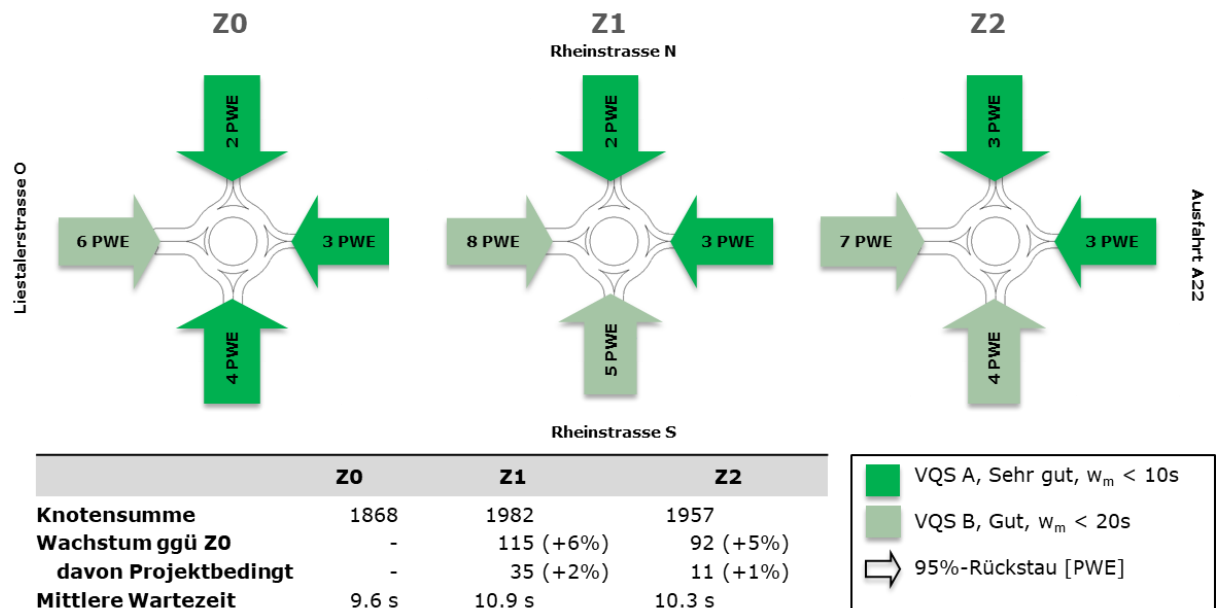 Z0
Z1
Z2
Rheinstrasse N
Liestalerstrasse O
2 PWE
6 PWE
3 PWE
4 PWE
2 PWE
8 PWE
3 PWE
5 PWE
3 PWE
7 PWE
3 PWE
4 PWE
Ausfahrt A22
Rheinstrasse S
Z0 Z1 Z2
Knotensumme 1868 1982 1957
Wachstum ggü Z0 - 115 (+6%) 92 (+5%)
davon Projektbedingt - 35 (+2%) 11 (+1%)
Mittlere Wartezeit 9.6 s 10.9 s 10.3 s
VQS A, Sehr gut, wm < 10s
VQS B, Gut, wm < 20s
95%-Rückstau [PWE]